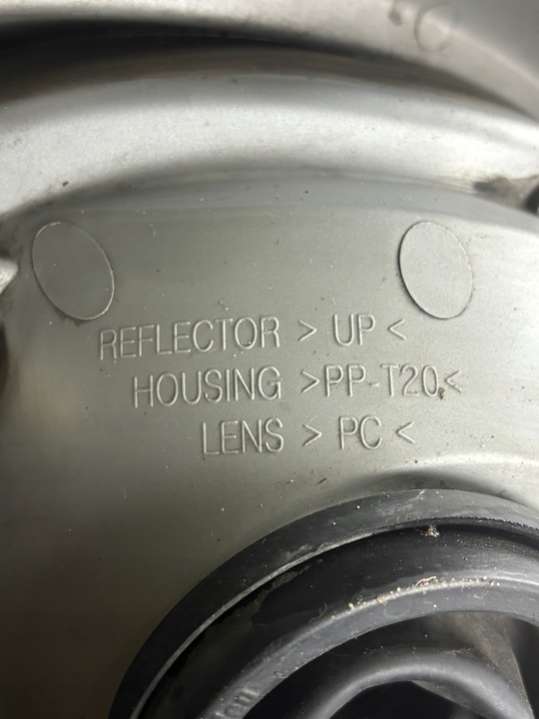 REFLECTOR > UP <
HOUSING >PP-T20<
LENS > PC <